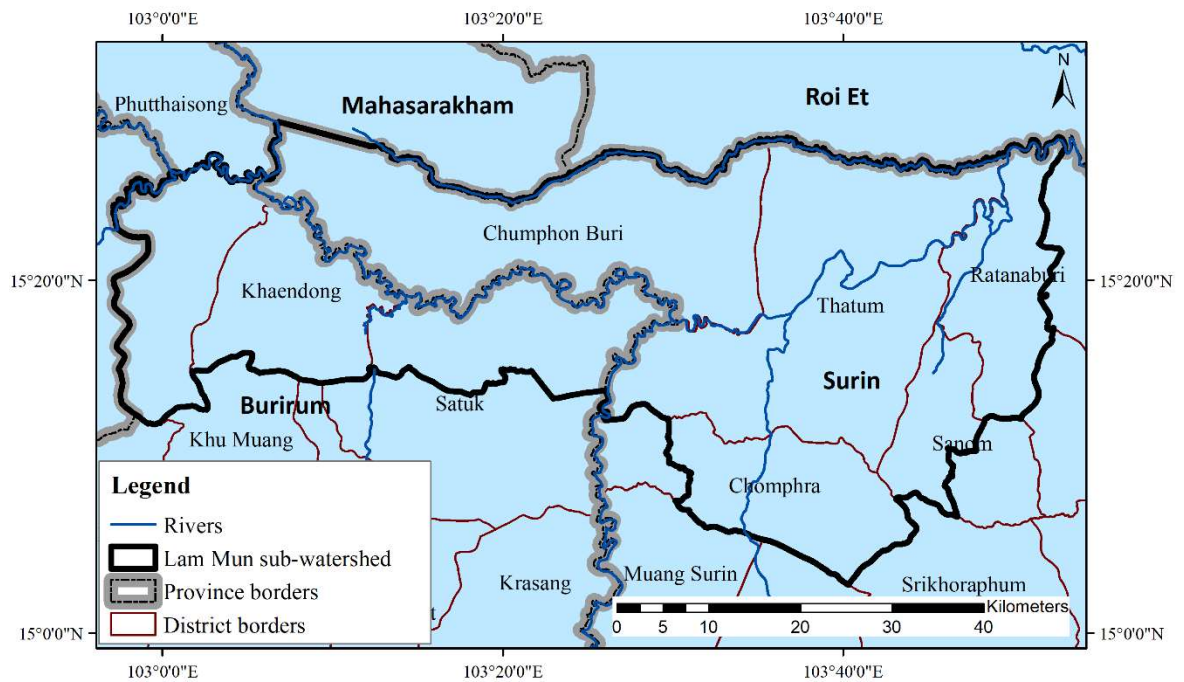 103°0'0"E 103°20'0"E 103°40'0"E
N
Phutthaisong
Mahasarakham
Roi Et
Chumphon Buri
15°20'0"N
Khaendong
Ratanaburi
15°20'0"N
Thatum
Surin
Burirum
Satuk
Khu Muang
Sanom
Chomphra
Legend
Rivers
Lam Mun sub-watershed
Province borders
District borders
Krasang
Muang Surin
Srikhoraphum
Kilometers
0 5 10 20 30 40
t
15°0'0"N
15°0'0"N
103°0'0"E 103°20'0"E 103°40'0"E